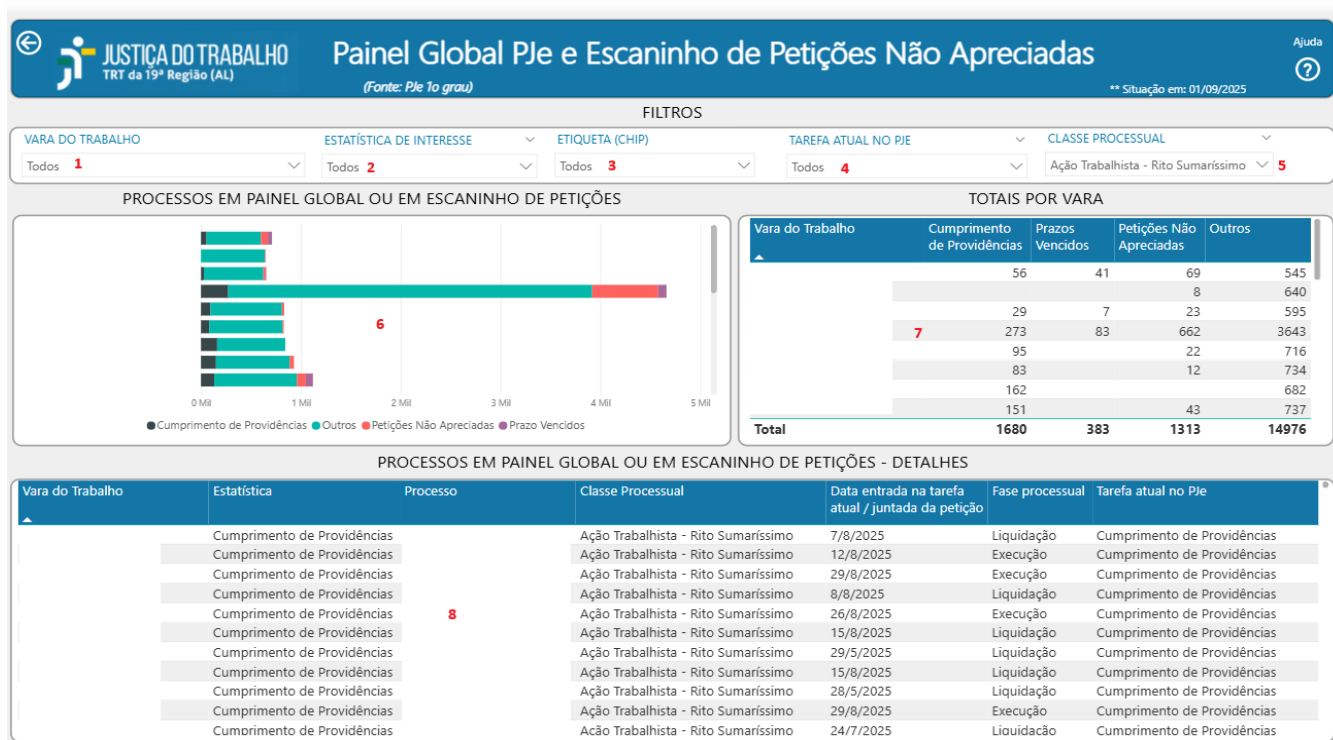 Ajuda
JUSTIÇA DO TRABALHO
TRT da 19ª Região (AL)
Painel Global PJe e Escaninho de Petições Não Apreciadas
(Fonte: PJe 1o grau)
** Situação em: 01/09/2025
FILTROS
VARA DO TRABALHO
Todos 1
ESTATÍSTICA DE INTERESSE
Todos 2
ETIQUETA (CHIP)
Todos 3
TAREFA ATUAL NO PJE
Todos 4
CLASSE PROCESSUAL
Ação Trabalhista - Rito Sumaríssimo 5
PROCESSOS EM PAINEL GLOBAL OU EM ESCANINHO DE PETIÇÕES
6
0 Mil 1 Mil 2 Mil 3 Mil 4 Mil 5 Mil
Cumprimento de Providências Outros Petições Não Apreciadas Prazo Vencidos
TOTAIS POR VARA
Vara do Trabalho Cumprimento de Providências Prazos Vencidos Petições Não Apreciadas Outros
56 41 69 545
8 640
29 7 23 595
7 273 83 662 3643
95 22 716
83 12 734
162 682
151 43 737
Total 1680 383 1313 14976
PROCESSOS EM PAINEL GLOBAL OU EM ESCANINHO DE PETIÇÕES - DETALHES
Vara do Trabalho Estatística Processo Classe Processual Data entrada na tarefa atual / juntada da petição Fase processual Tarefa atual no PJe
Cumprimento de Providências Ação Trabalhista - Rito Sumaríssimo 7/8/2025 Liquidação Cumprimento de Providências
Cumprimento de Providências Ação Trabalhista - Rito Sumaríssimo 12/8/2025 Execução Cumprimento de Providências
Cumprimento de Providências Ação Trabalhista - Rito Sumaríssimo 29/8/2025 Execução Cumprimento de Providências
Cumprimento de Providências Ação Trabalhista - Rito Sumaríssimo 8/8/2025 Liquidação Cumprimento de Providências
Cumprimento de Providências 8 Ação Trabalhista - Rito Sumaríssimo 26/8/2025 Execução Cumprimento de Providências
Cumprimento de Providências Ação Trabalhista - Rito Sumaríssimo 15/8/2025 Liquidação Cumprimento de Providências
Cumprimento de Providências Ação Trabalhista - Rito Sumaríssimo 29/5/2025 Liquidação Cumprimento de Providências
Cumprimento de Providências Ação Trabalhista - Rito Sumaríssimo 15/8/2025 Liquidação Cumprimento de Providências
Cumprimento de Providências Ação Trabalhista - Rito Sumaríssimo 28/5/2025 Liquidação Cumprimento de Providências
Cumprimento de Providências Ação Trabalhista - Rito Sumaríssimo 29/8/2025 Execução Cumprimento de Providências
Cumprimento de Providências Ação Trabalhista - Rito Sumaríssimo 24/7/2025 Liquidação Cumprimento de Providências